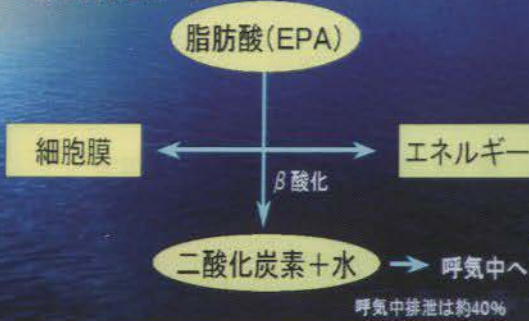 脂肪酸(EPA)
細胞膜
エネルギー
β酸化
二酸化炭素+水
呼気中へ
呼気中排泄は約40%